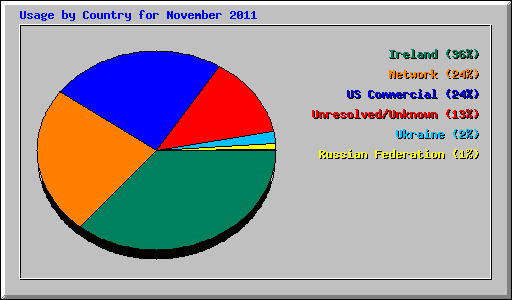 Usage by Country for November 2011
Ireland (36%)
Network (24%)
US Commercial (24%)
Unresolved/Unknown (13%)
Ukraine (2%)
Russian Federation (1%)